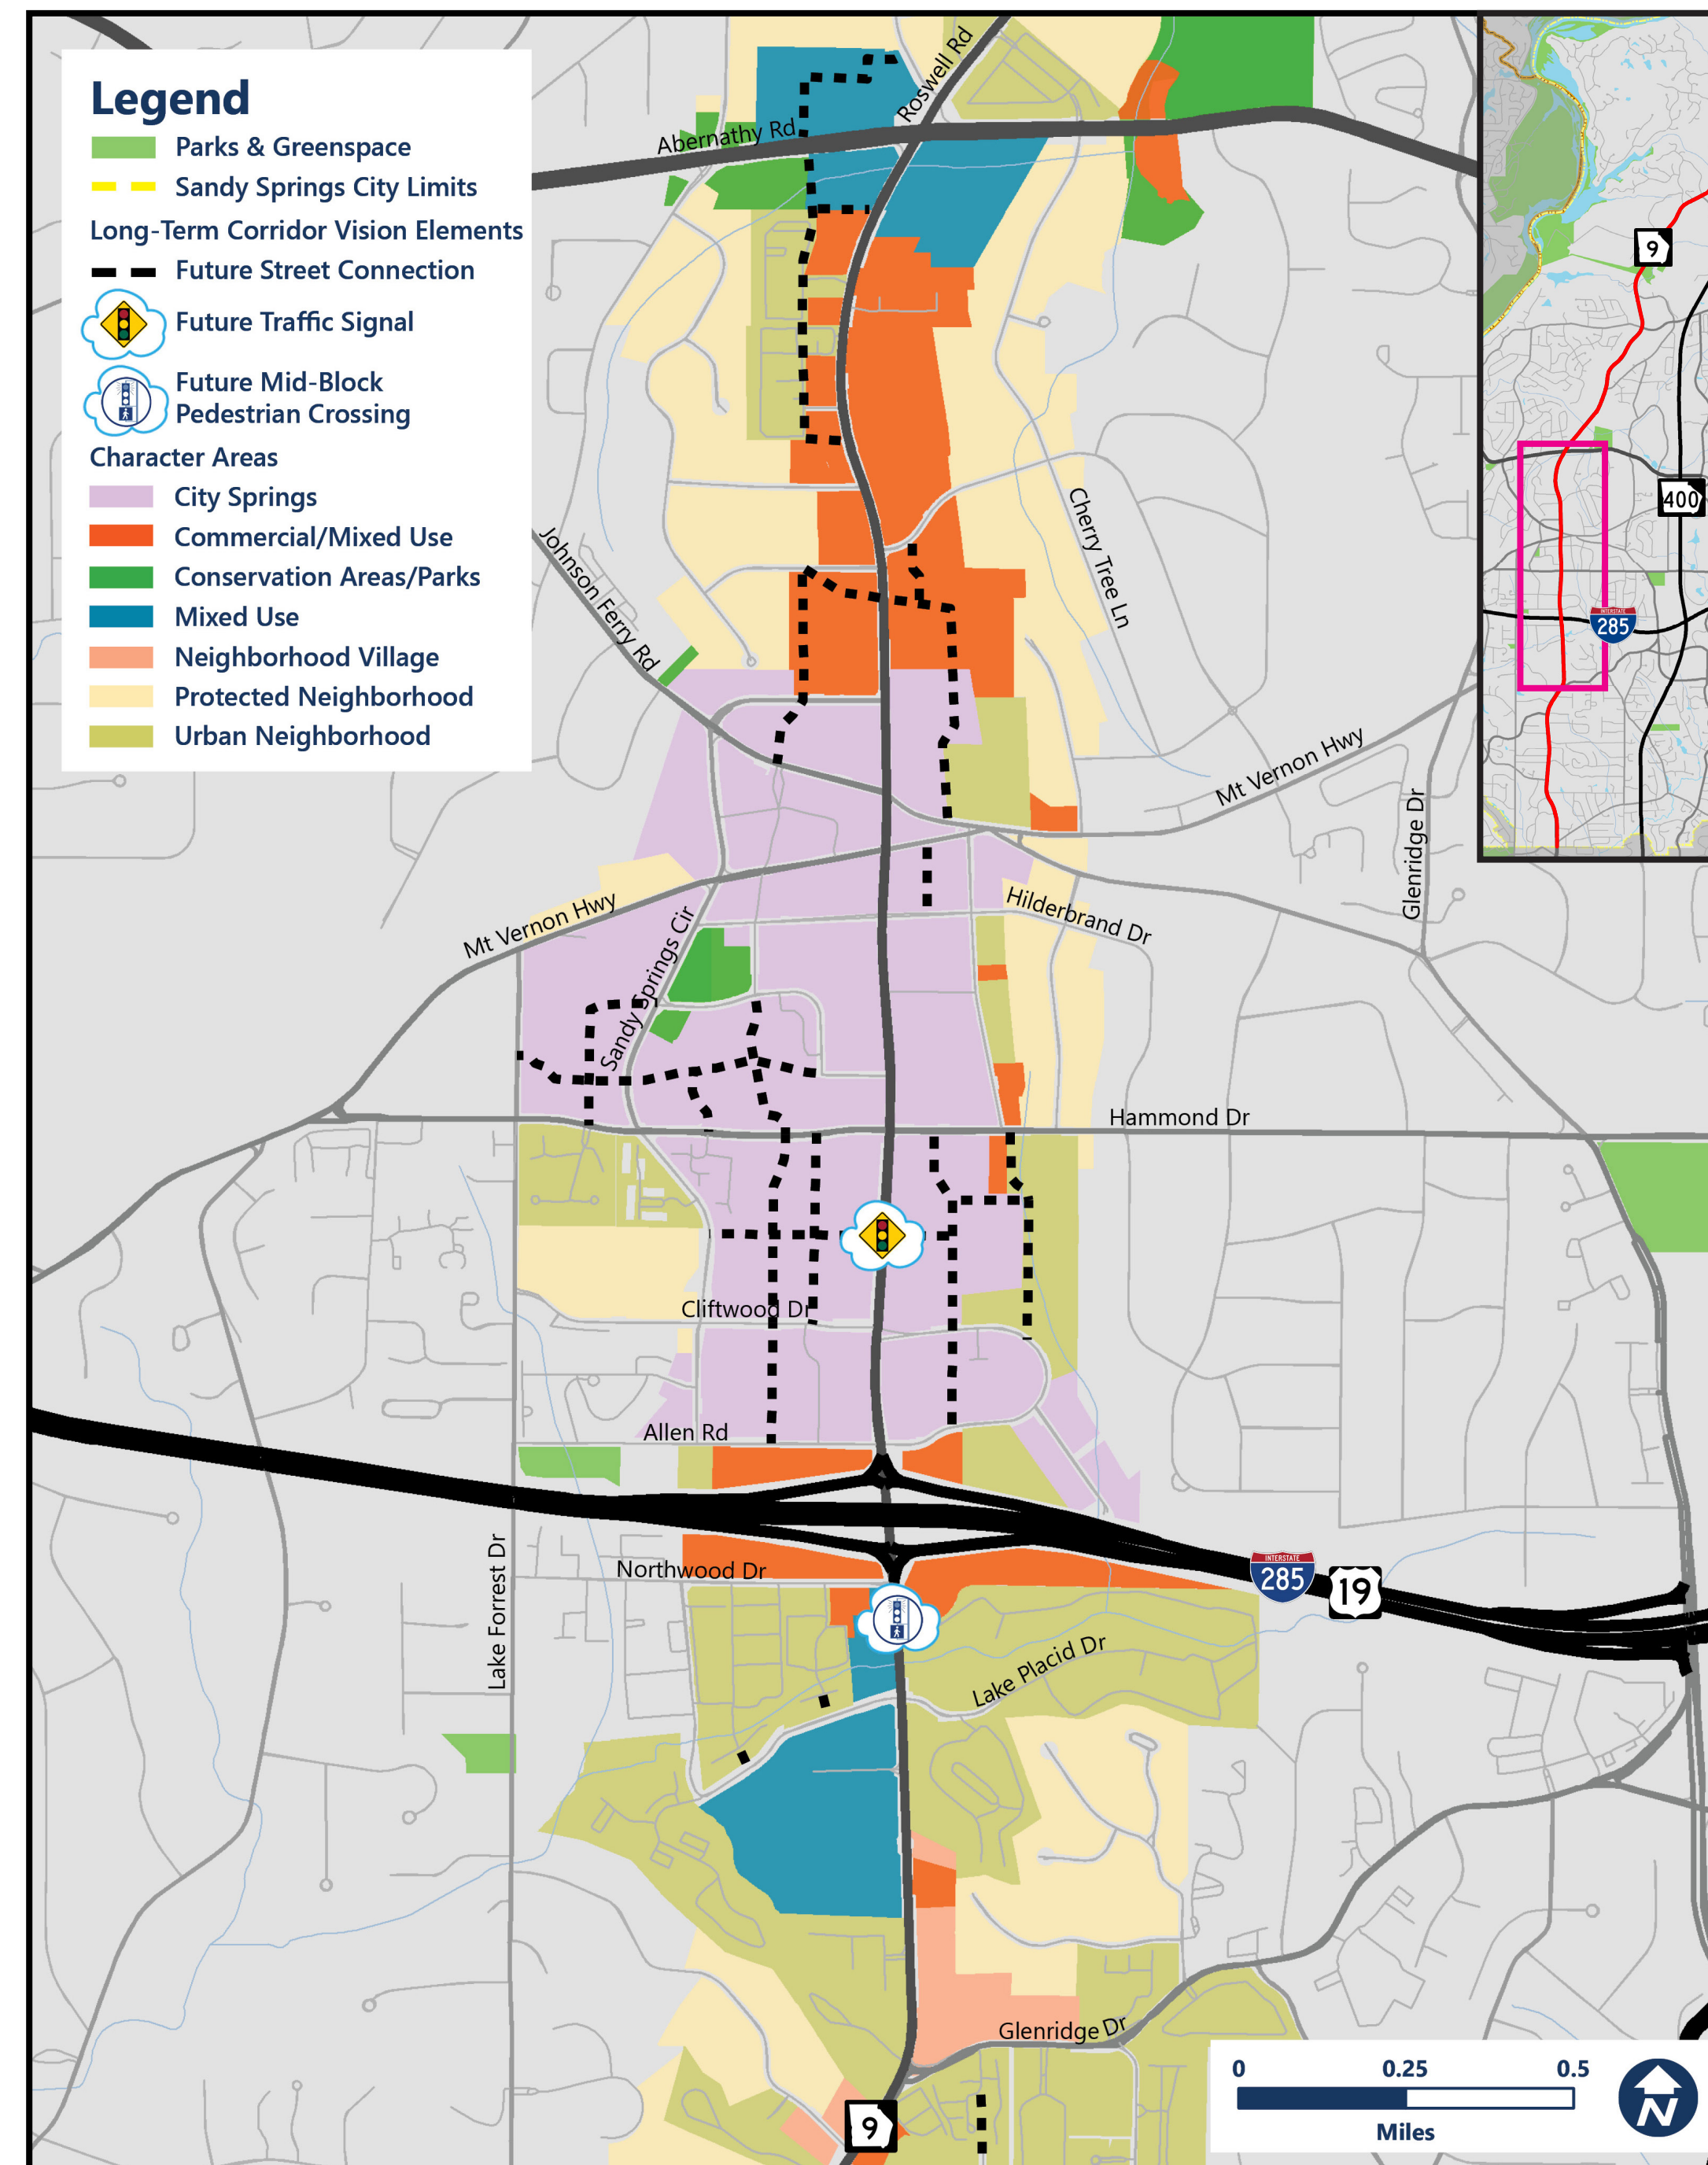 Legend
Parks & Greenspace
Sandy Springs City Limits
Long-Term Corridor Vision Elements
Future Street Connection
Future Traffic Signal
Future Mid-Block
Pedestrian Crossing
Character Areas
City Springs
Commercial/Mixed Use
Conservation Areas/Parks
Mixed Use
Neighborhood Village
Protected Neighborhood
Urban Neighborhood
Roswell Rd
Abernathy Rd
9
400
INTERSTATE
285
Cherry Tree Ln
Johnson Ferry Rd
Mt Vernon Hwy
Glenridge Dr
Hilderbrand Dr
Mt Vernon Hwy
Sandy Springs Cir
Hammond Dr
Cliftwood Dr
Allen Rd
Lake Forrest Dr
Northwood Dr
INTERSTATE
285
19
Lake Placid Dr
Glenridge Dr
9
0 0.25 0.5
Miles
N